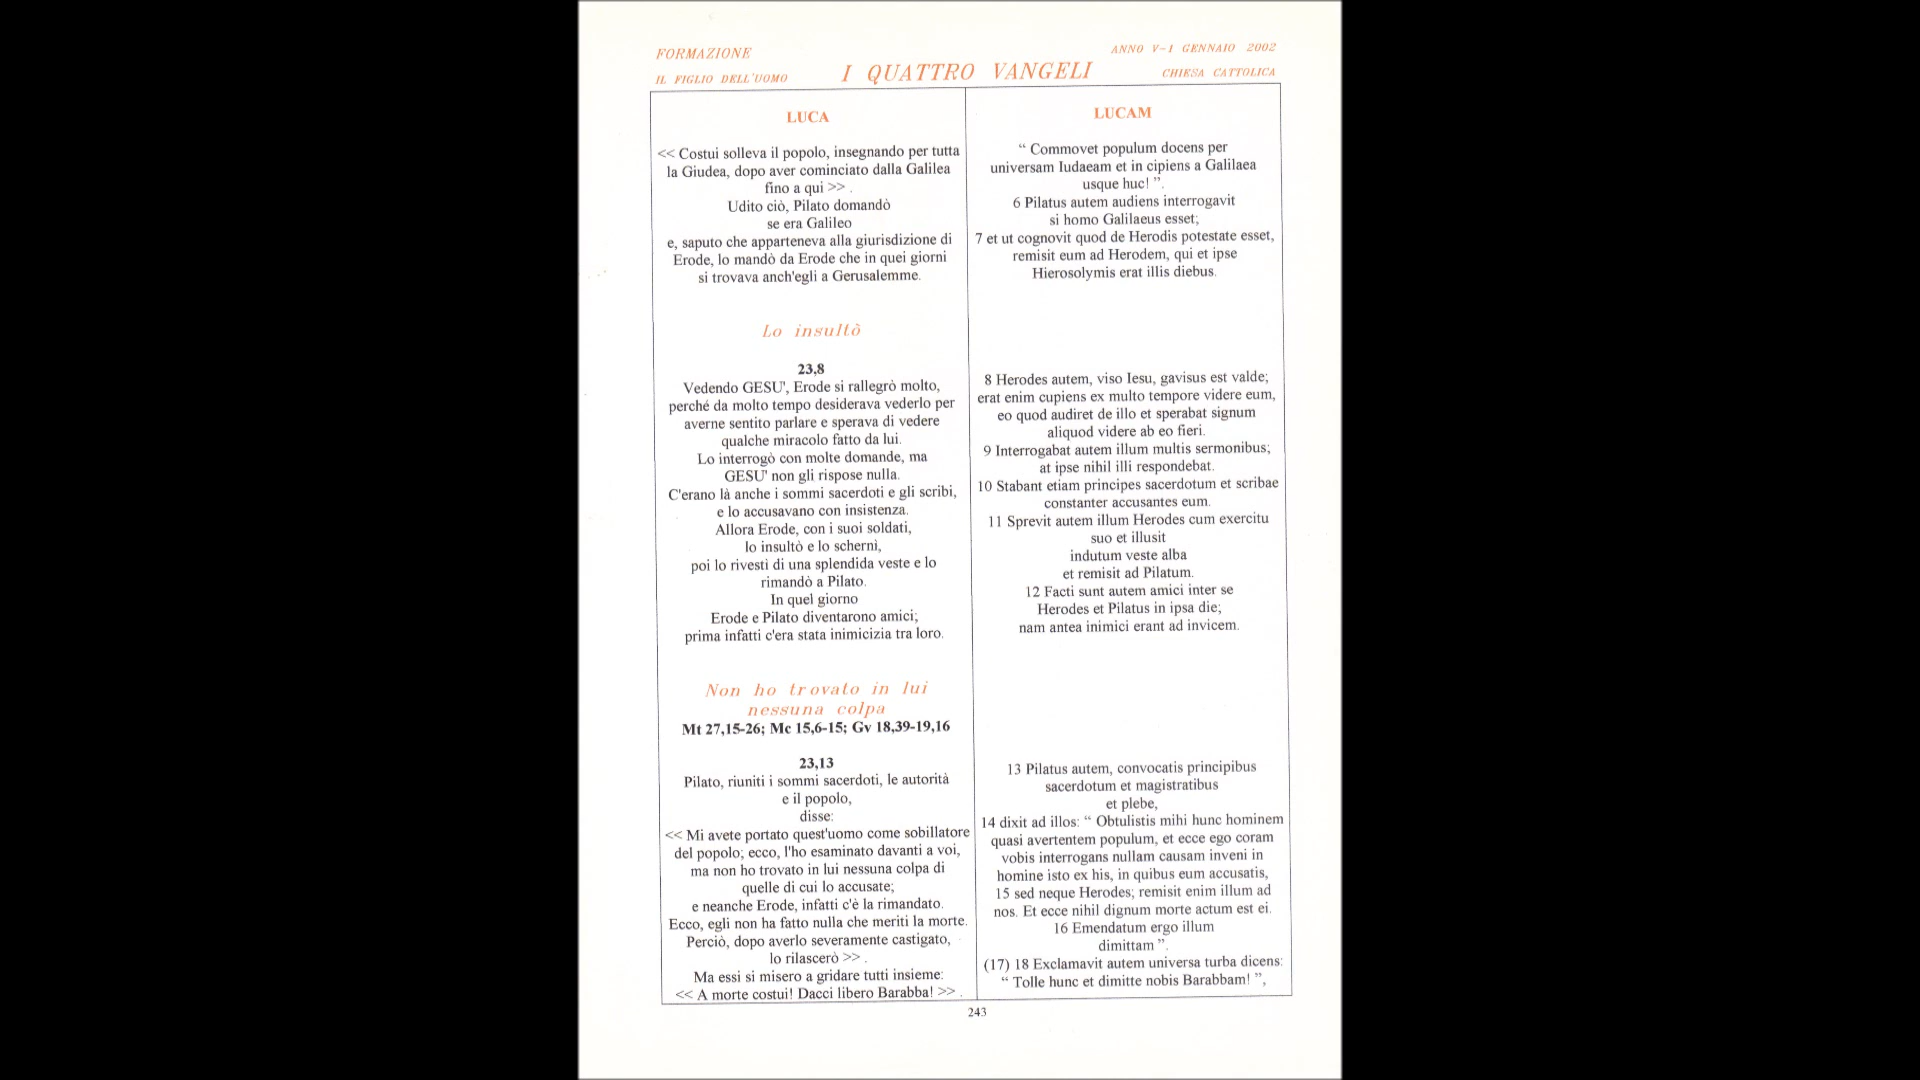 FORMAZIONE
ANNO V-1 GENNAIO 2002
IL FIGLIO DELL'UOMO
I QUATTRO VANGELI
CHIESA CATTOLICA
LUCA
<< Costui solleva il popolo, insegnando per tutta
la Giudea, dopo aver cominciato dalla Galilea
fino a qui >> .
Udito ciò, Pilato domandò
se era Galileo
e, saputo che apparteneva alla giurisdizione di
Erode, lo mandò da Erode che in quei giorni
si trovava anch'egli a Gerusalemme.
Lo insultò
23,8
Vedendo GESU', Erode si rallegrò molto,
perché da molto tempo desiderava vederlo per
averne sentito parlare e sperava di vedere
qualche miracolo fatto da lui.
Lo interrogò con molte domande, ma
GESU' non gli rispose nulla.
C'erano là anche i sommi sacerdoti e gli scribi,
e lo accusavano con insistenza.
Allora Erode, con i suoi soldati,
lo insultò e lo schernì,
poi lo rivestì di una splendida veste e lo
rimandò a Pilato.
In quel giorno
Erode e Pilato diventarono amici;
prima infatti c'era stata inimicizia tra loro.
Non ho trovato in lui
nessuna colpa
Mt 27,15-26; Mc 15,6-15; Gv 18,39-19,16
23,13
Pilato, riuniti i sommi sacerdoti, le autorità
e il popolo,
disse:
<< Mi avete portato quest'uomo come sobillatore
del popolo; ecco, l'ho esaminato davanti a voi,
ma non ho trovato in lui nessuna colpa di
quelle di cui lo accusate;
e neanche Erode, infatti c'è la rimandato.
Ecco, egli non ha fatto nulla che meriti la morte.
Perciò, dopo averlo severamente castigato,
lo rilascerò >> .
Ma essi si misero a gridare tutti insieme:
<< A morte costui! Dacci libero Barabba! >> .
LUCAM
“ Commovet populum docens per
universam Iudaeam et in cipiens a Galilaea
usque huc! ”.
6 Pilatus autem audiens interrogavit
si homo Galilaeus esset;
7 et ut cognovit quod de Herodis potestate esset,
remisit eum ad Herodem, qui et ipse
Hierosolymis erat illis diebus.
8 Herodes autem, viso Iesu, gavisus est valde;
erat enim cupiens ex multo tempore videre eum,
eo quod audiret de illo et sperabat signum
aliquod videre ab eo fieri.
9 Interrogabat autem illum multis sermonibus;
at ipse nihil illi respondebat.
10 Stabant etiam principes sacerdotum et scribae
constanter accusantes eum.
11 Sprevit autem illum Herodes cum exercitu
suo et illusit
indutum veste alba
et remisit ad Pilatum.
12 Facti sunt autem amici inter se
Herodes et Pilatus in ipsa die;
nam antea inimici erant ad invicem.
13 Pilatus autem, convocatis principibus
sacerdotum et magistratibus
et plebe,
14 dixit ad illos: “ Obtulistis mihi hunc hominem
quasi avertentem populum, et ecce ego coram
vobis interrogans nullam causam inveni in
homine isto ex his, in quibus eum accusatis,
15 sed neque Herodes; remisit enim illum ad
nos. Et ecce nihil dignum morte actum est ei.
16 Emendatum ergo illum
dimittam ”.
(17) 18 Exclamavit autem universa turba dicens:
“ Tolle hunc et dimitte nobis Barabbam! ”,
243